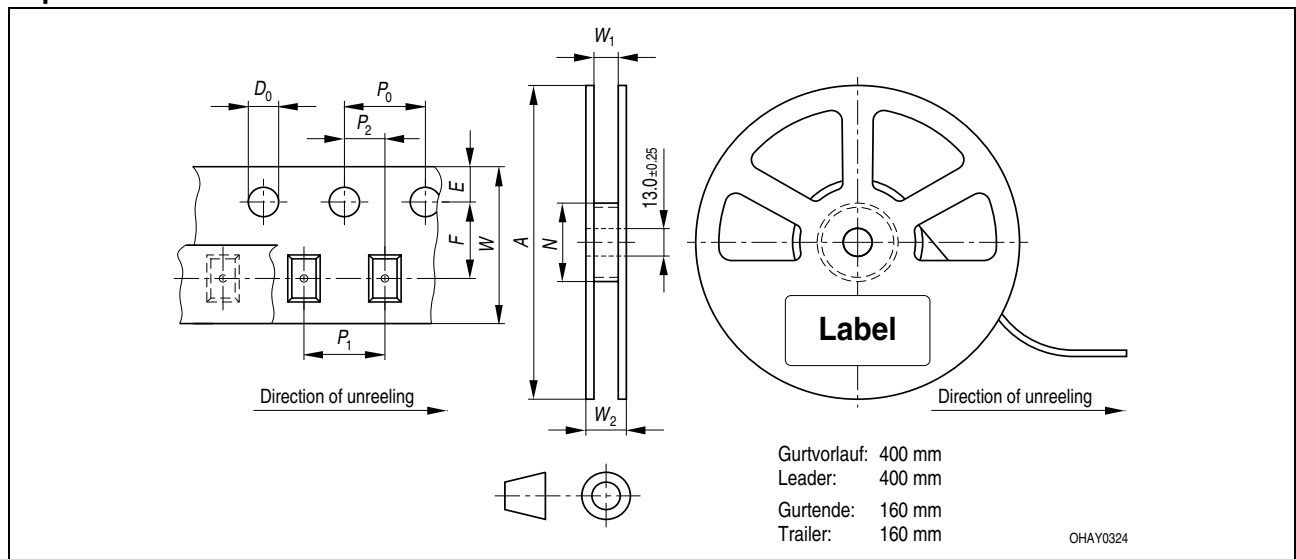 W₁
D₀
P₀
P₂
E
F
W
A
N
13.0±0.25
P₁
Label
Direction of unreeling
W₂
Direction of unreeling
Gurtvorlauf: 400 mm
Leader: 400 mm
Gurtende: 160 mm
Trailer: 160 mm
OHAY0324